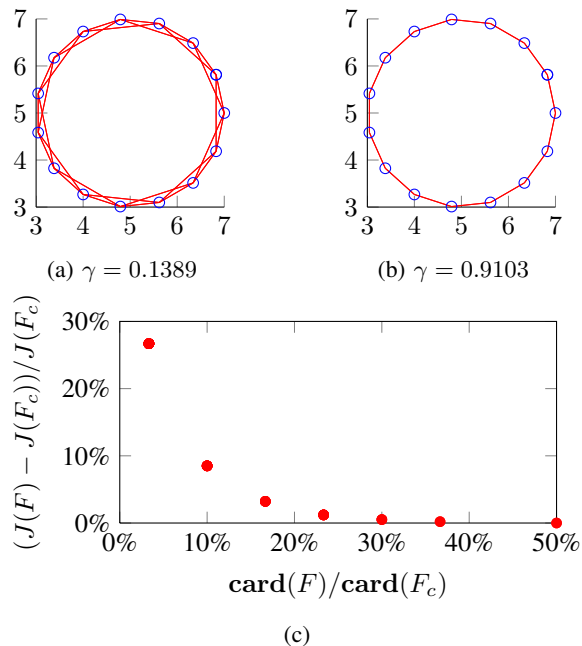 7
6
5
4
3
3 4 5 6 7
(a) γ = 0.1389
7
6
5
4
3
3 4 5 6 7
(b) γ = 0.9103
(J(F) − J(F_c))/J(F_c)
30%
20%
10%
0%
0% 10% 20% 30% 40% 50%
card(F)/card(F_c)
(c)